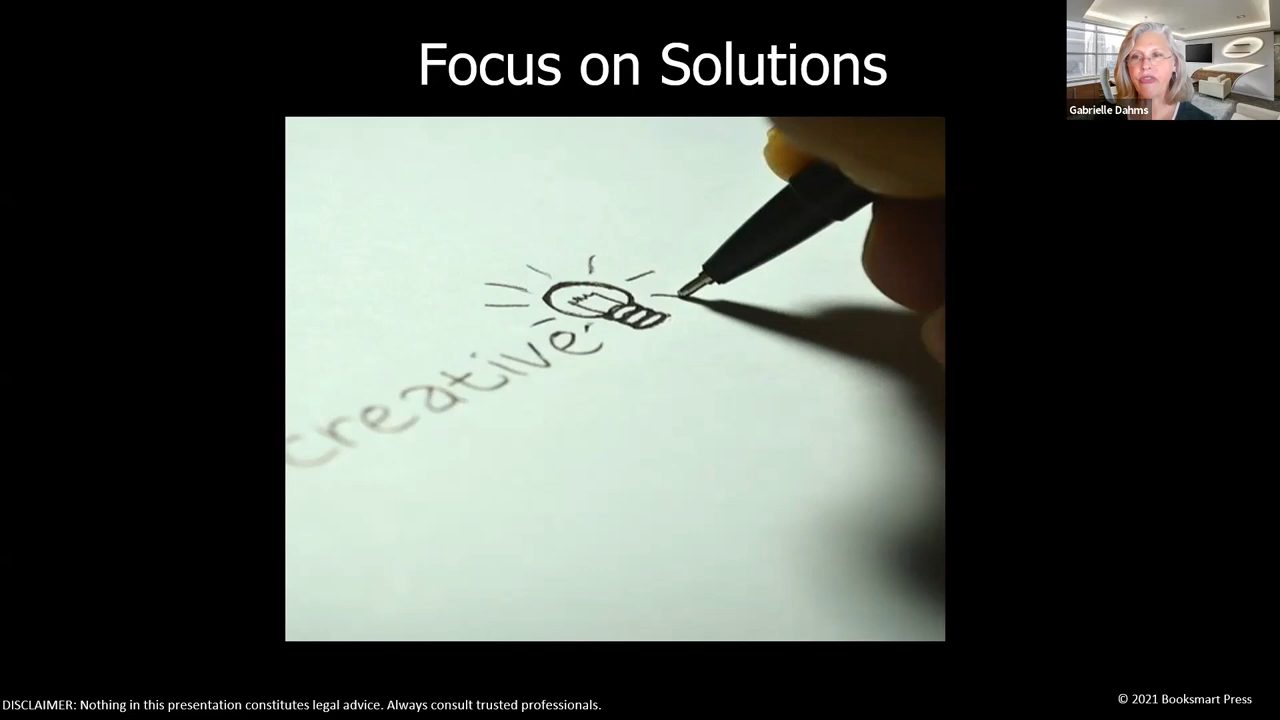 Focus on Solutions
Gabrielle Dahms
creative
DISCLAIMER: Nothing in this presentation constitutes legal advice. Always consult trusted professionals.
© 2021 Booksmart Press